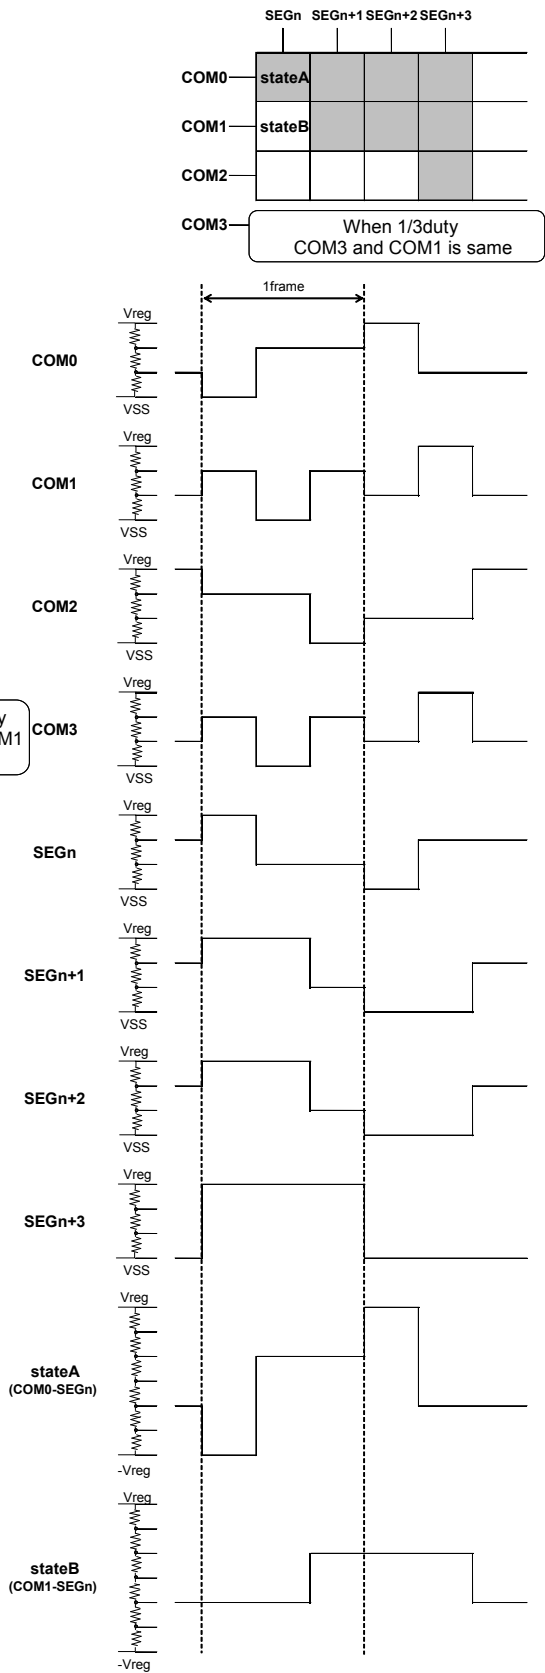 SEGn SEGn+1 SEGn+2 SEGn+3
COM0 stateA
COM1 stateB
COM2
COM3
When 1/3duty
COM3 and COM1 is same
1frame
Vreg
COM0
VSS
Vreg
COM1
VSS
Vreg
COM2
VSS
y
M1
Vreg
COM3
VSS
Vreg
SEGn
VSS
Vreg
SEGn+1
VSS
Vreg
SEGn+2
VSS
Vreg
SEGn+3
VSS
Vreg
stateA
(COM0-SEGn)
-Vreg
Vreg
stateB
(COM1-SEGn)
-Vreg